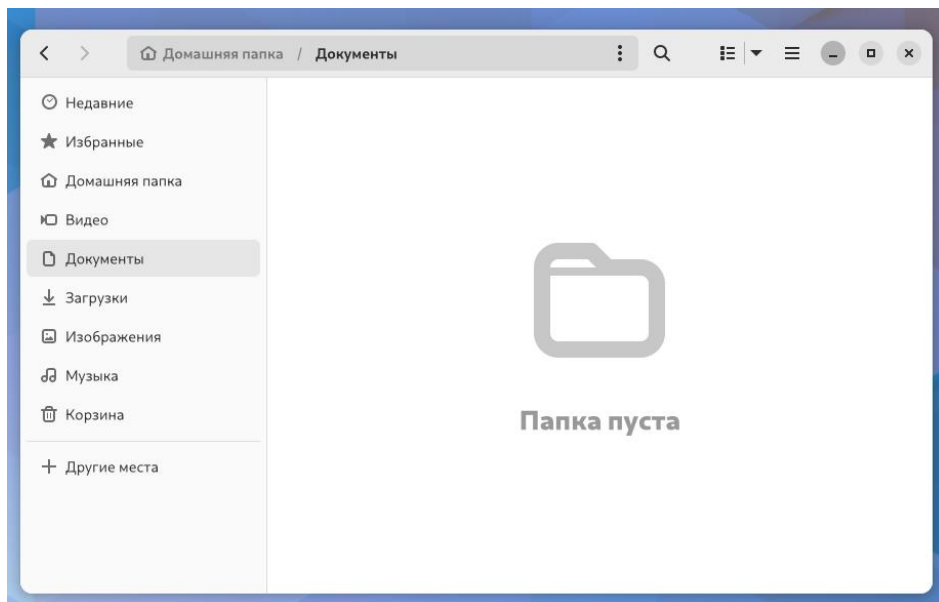 Домашняя папка / Документы
Недавние
Избранные
Домашняя папка
Видео
Документы
Загрузки
Изображения
Музыка
Корзина
Другие места
Папка пуста